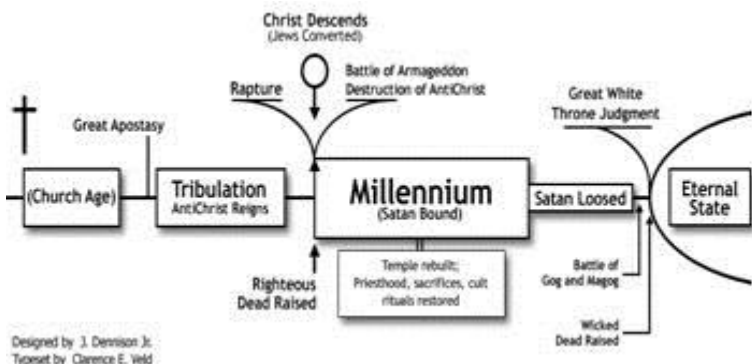 Christ Descends
(Jews Converted)
Rapture
Battle of Armageddon
Destruction of AntiChrist
Great Apostasy
Great White
Throne Judgment
(Church Age)
Tribulation
AntiChrist Reigns
Millennium
(Satan Bound)
Satan Loosed
Eternal
State
Righteous
Dead Raised
Temple rebuilt;
Priesthood, sacrifices, cult
rituals restored
Battle of
Gog and Magog
Wicked
Dead Raised
Designed by J. Dennison Jr.
Typeset by Clarence E. Veld